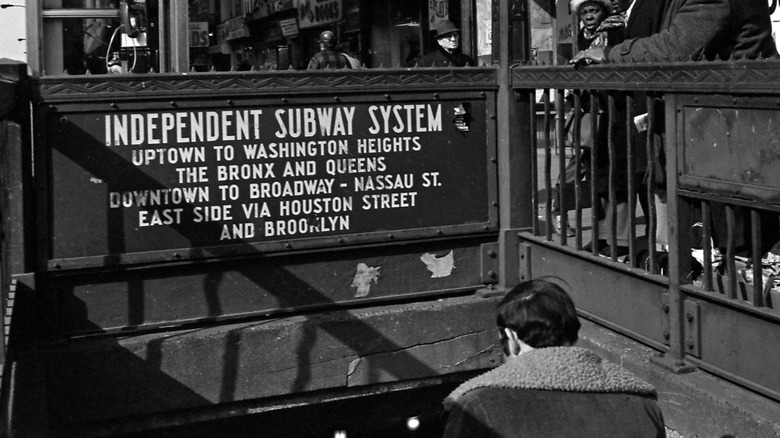 BOOKS
INDEPENDENT SUBWAY SYSTEM
UPTOWN TO WASHINGTON HEIGHTS
THE BRONX AND QUEENS
DOWNTOWN TO BROADWAY - NASSAU ST.
EAST SIDE VIA HOUSTON STREET
AND BROOKLYN